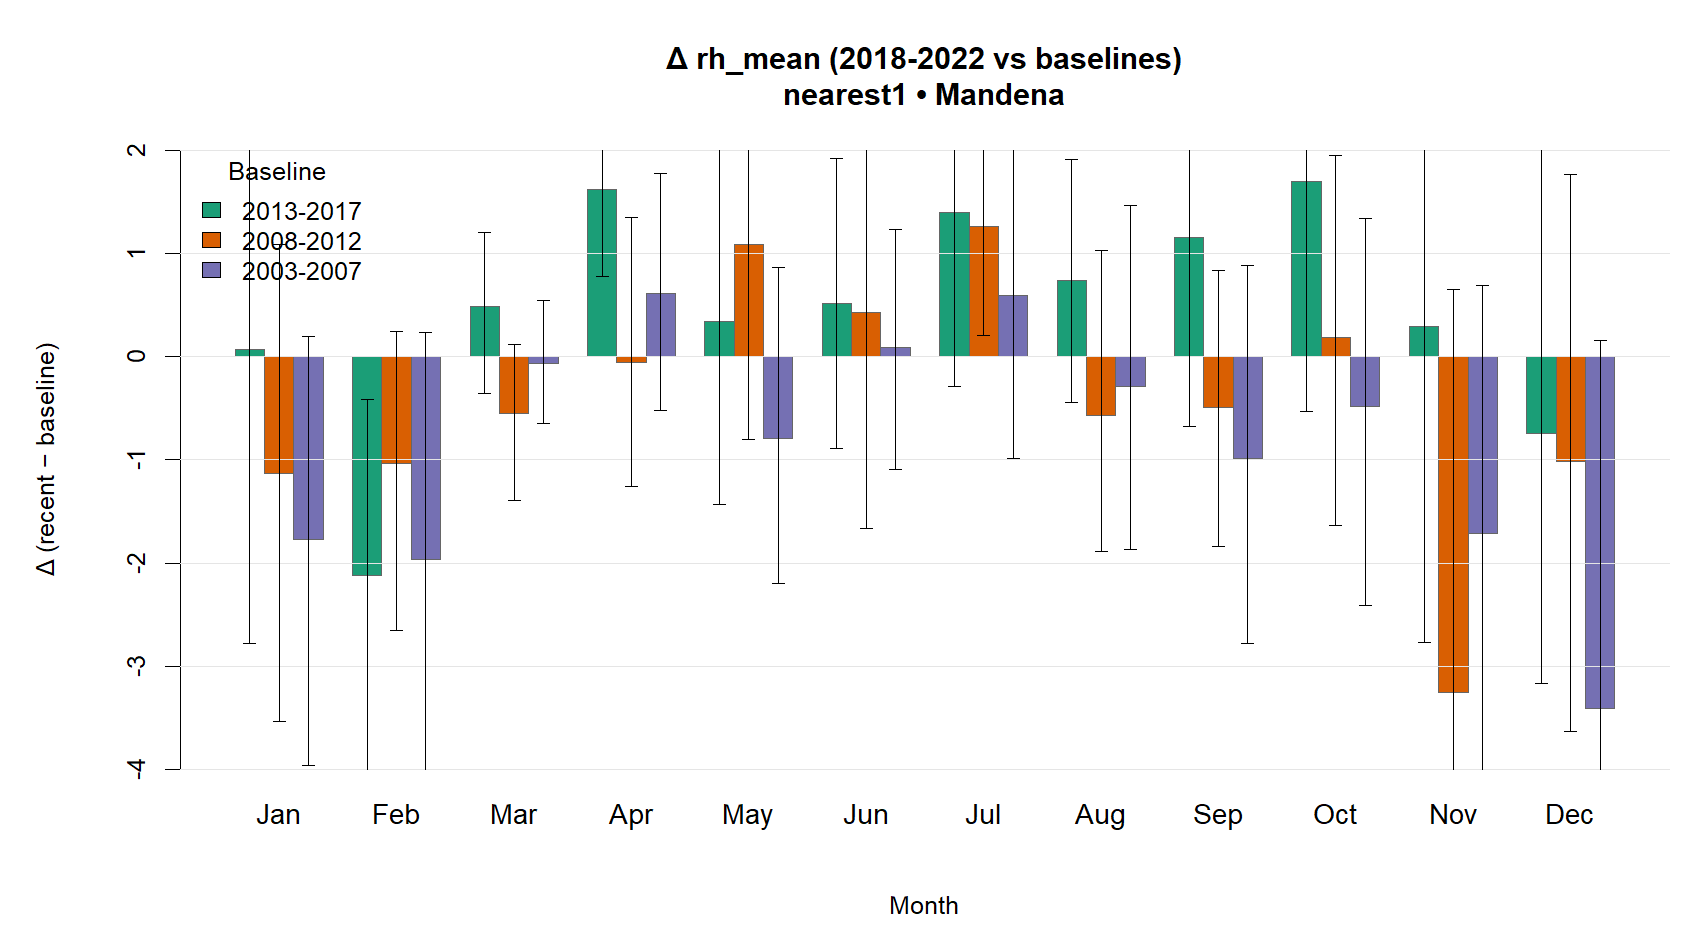 Δ rh_mean (2018-2022 vs baselines)
nearest1 • Mandena
Baseline
2013-2017
2008-2012
2003-2007
Δ (recent − baseline)
2
1
0
-1
-2
-3
-4
Jan Feb Mar Apr May Jun Jul Aug Sep Oct Nov Dec
Month